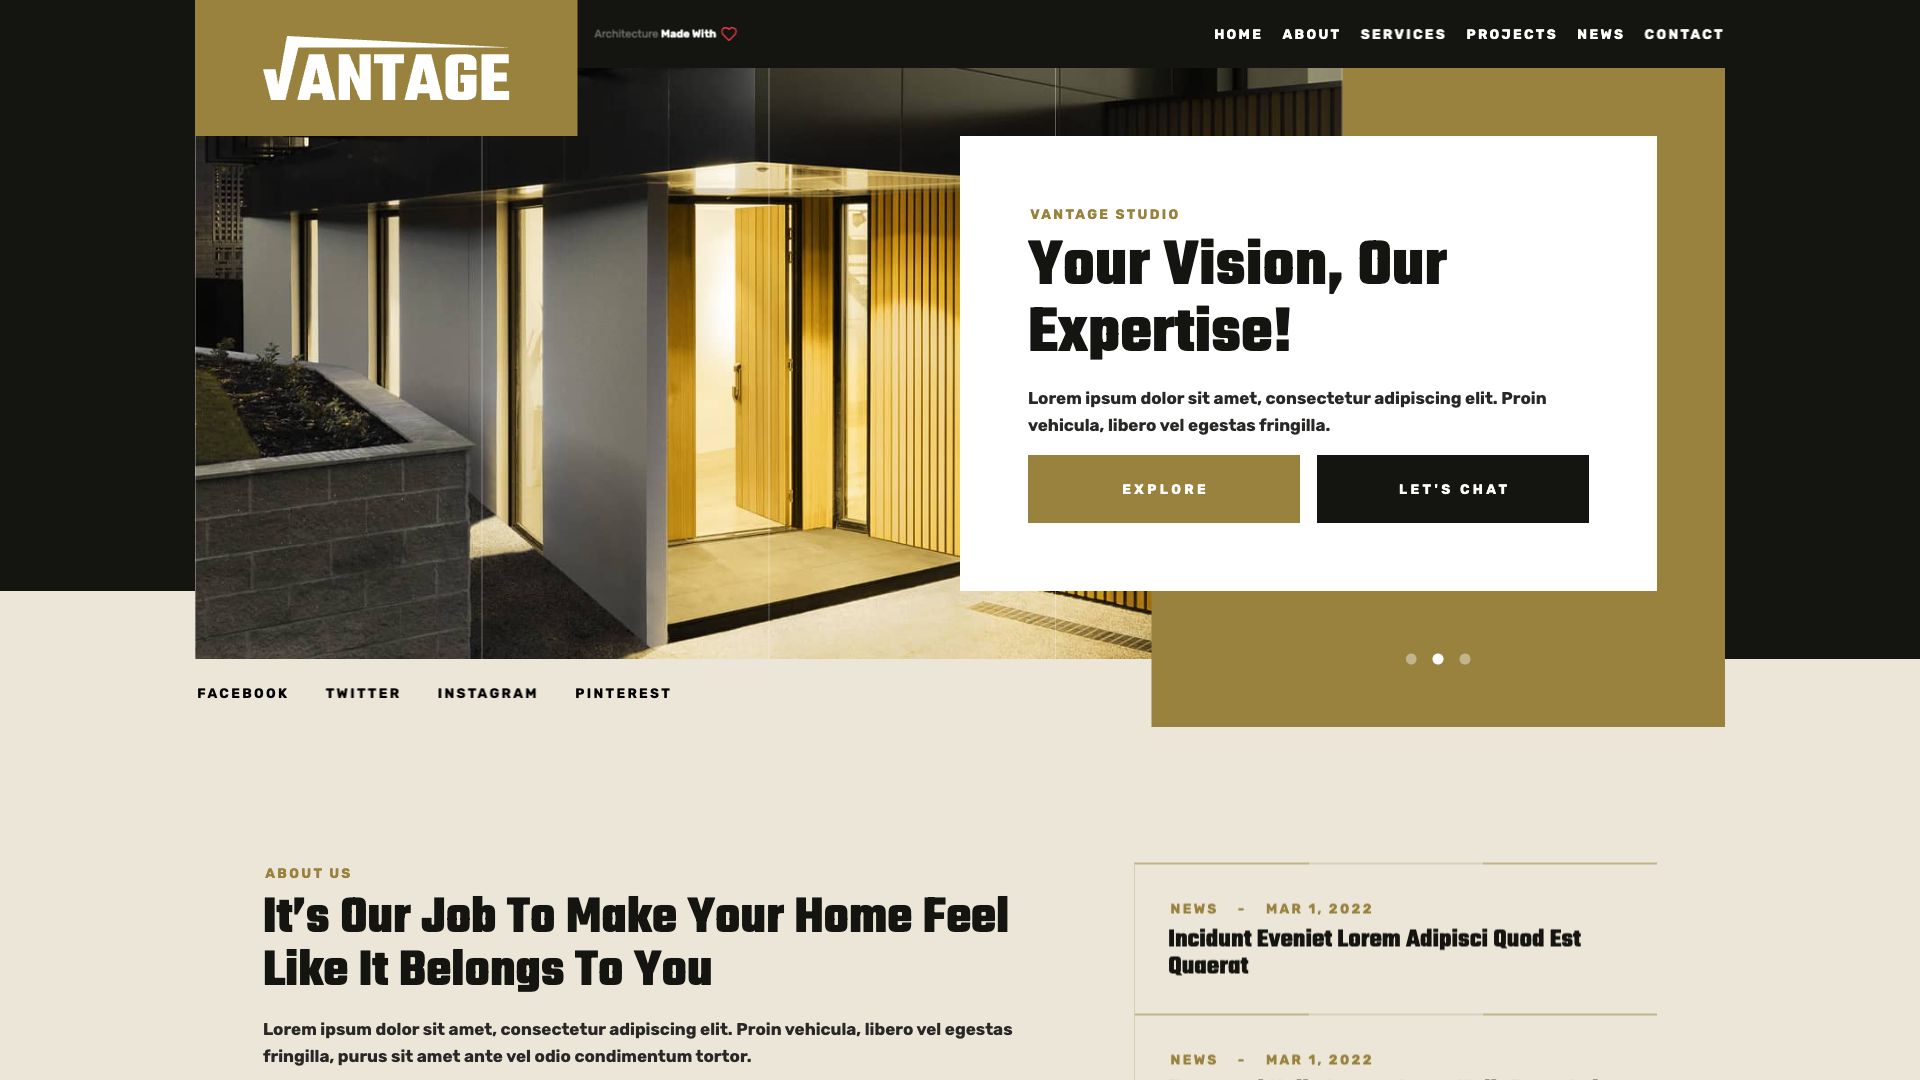 VANTAGE
Architecture Made With
HOME ABOUT SERVICES PROJECTS NEWS CONTACT
VANTAGE STUDIO
Your Vision, Our
Expertise!
Lorem ipsum dolor sit amet, consectetur adipiscing elit. Proin
vehicula, libero vel egestas fringilla.
EXPLORE
LET'S CHAT
FACEBOOK TWITTER INSTAGRAM PINTEREST
ABOUT US
It’s Our Job To Make Your Home Feel
Like It Belongs To You
Lorem ipsum dolor sit amet, consectetur adipiscing elit. Proin vehicula, libero vel egestas
fringilla, purus sit amet ante vel odio condimentum tortor.
NEWS - MAR 1, 2022
Incidunt Eveniet Lorem Adipisci Quod Est
Quaerat
NEWS - MAR 1, 2022